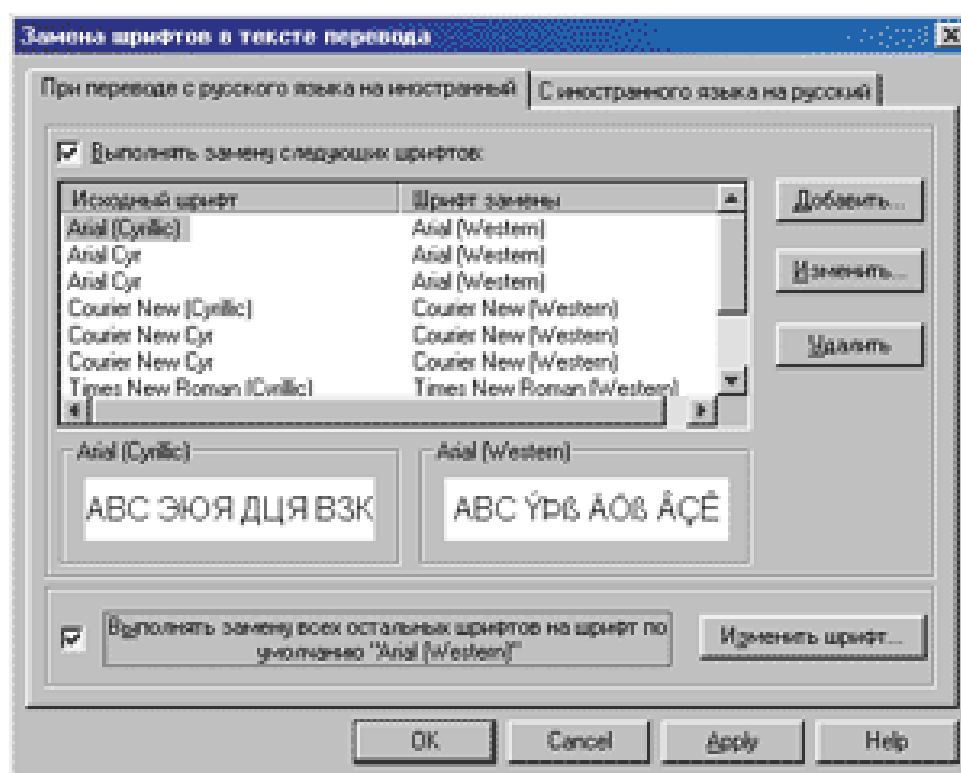 Замена шрифтов в тексте перевода
При переводе с русского языка на иностранный
С иностранного языка на русский
Выполнять замену следующих шрифтов:
Исходный шрифт Шрифт замены
Arial (Cyrillic) Arial (Western)
Arial Cyr Arial (Western)
Arial Cyr Arial (Western)
Courier New (Cyrillic) Courier New (Western)
Courier New Cyr Courier New (Western)
Courier New Cyr Courier New (Western)
Times New Roman (Cyrillic) Times New Roman (Western)
Добавить...
Изменить...
Удалить
Arial (Cyrillic) Arial (Western)
АВС ЭЮЯ ДЦЯ ВЗК ABC ÝÞß ÄÖß ÂÇÊ
Выполнять замену всех остальных шрифтов на шрифт по
умолчанию "Arial (Western)"
Изменить шрифт...
OK Cancel Apply Help